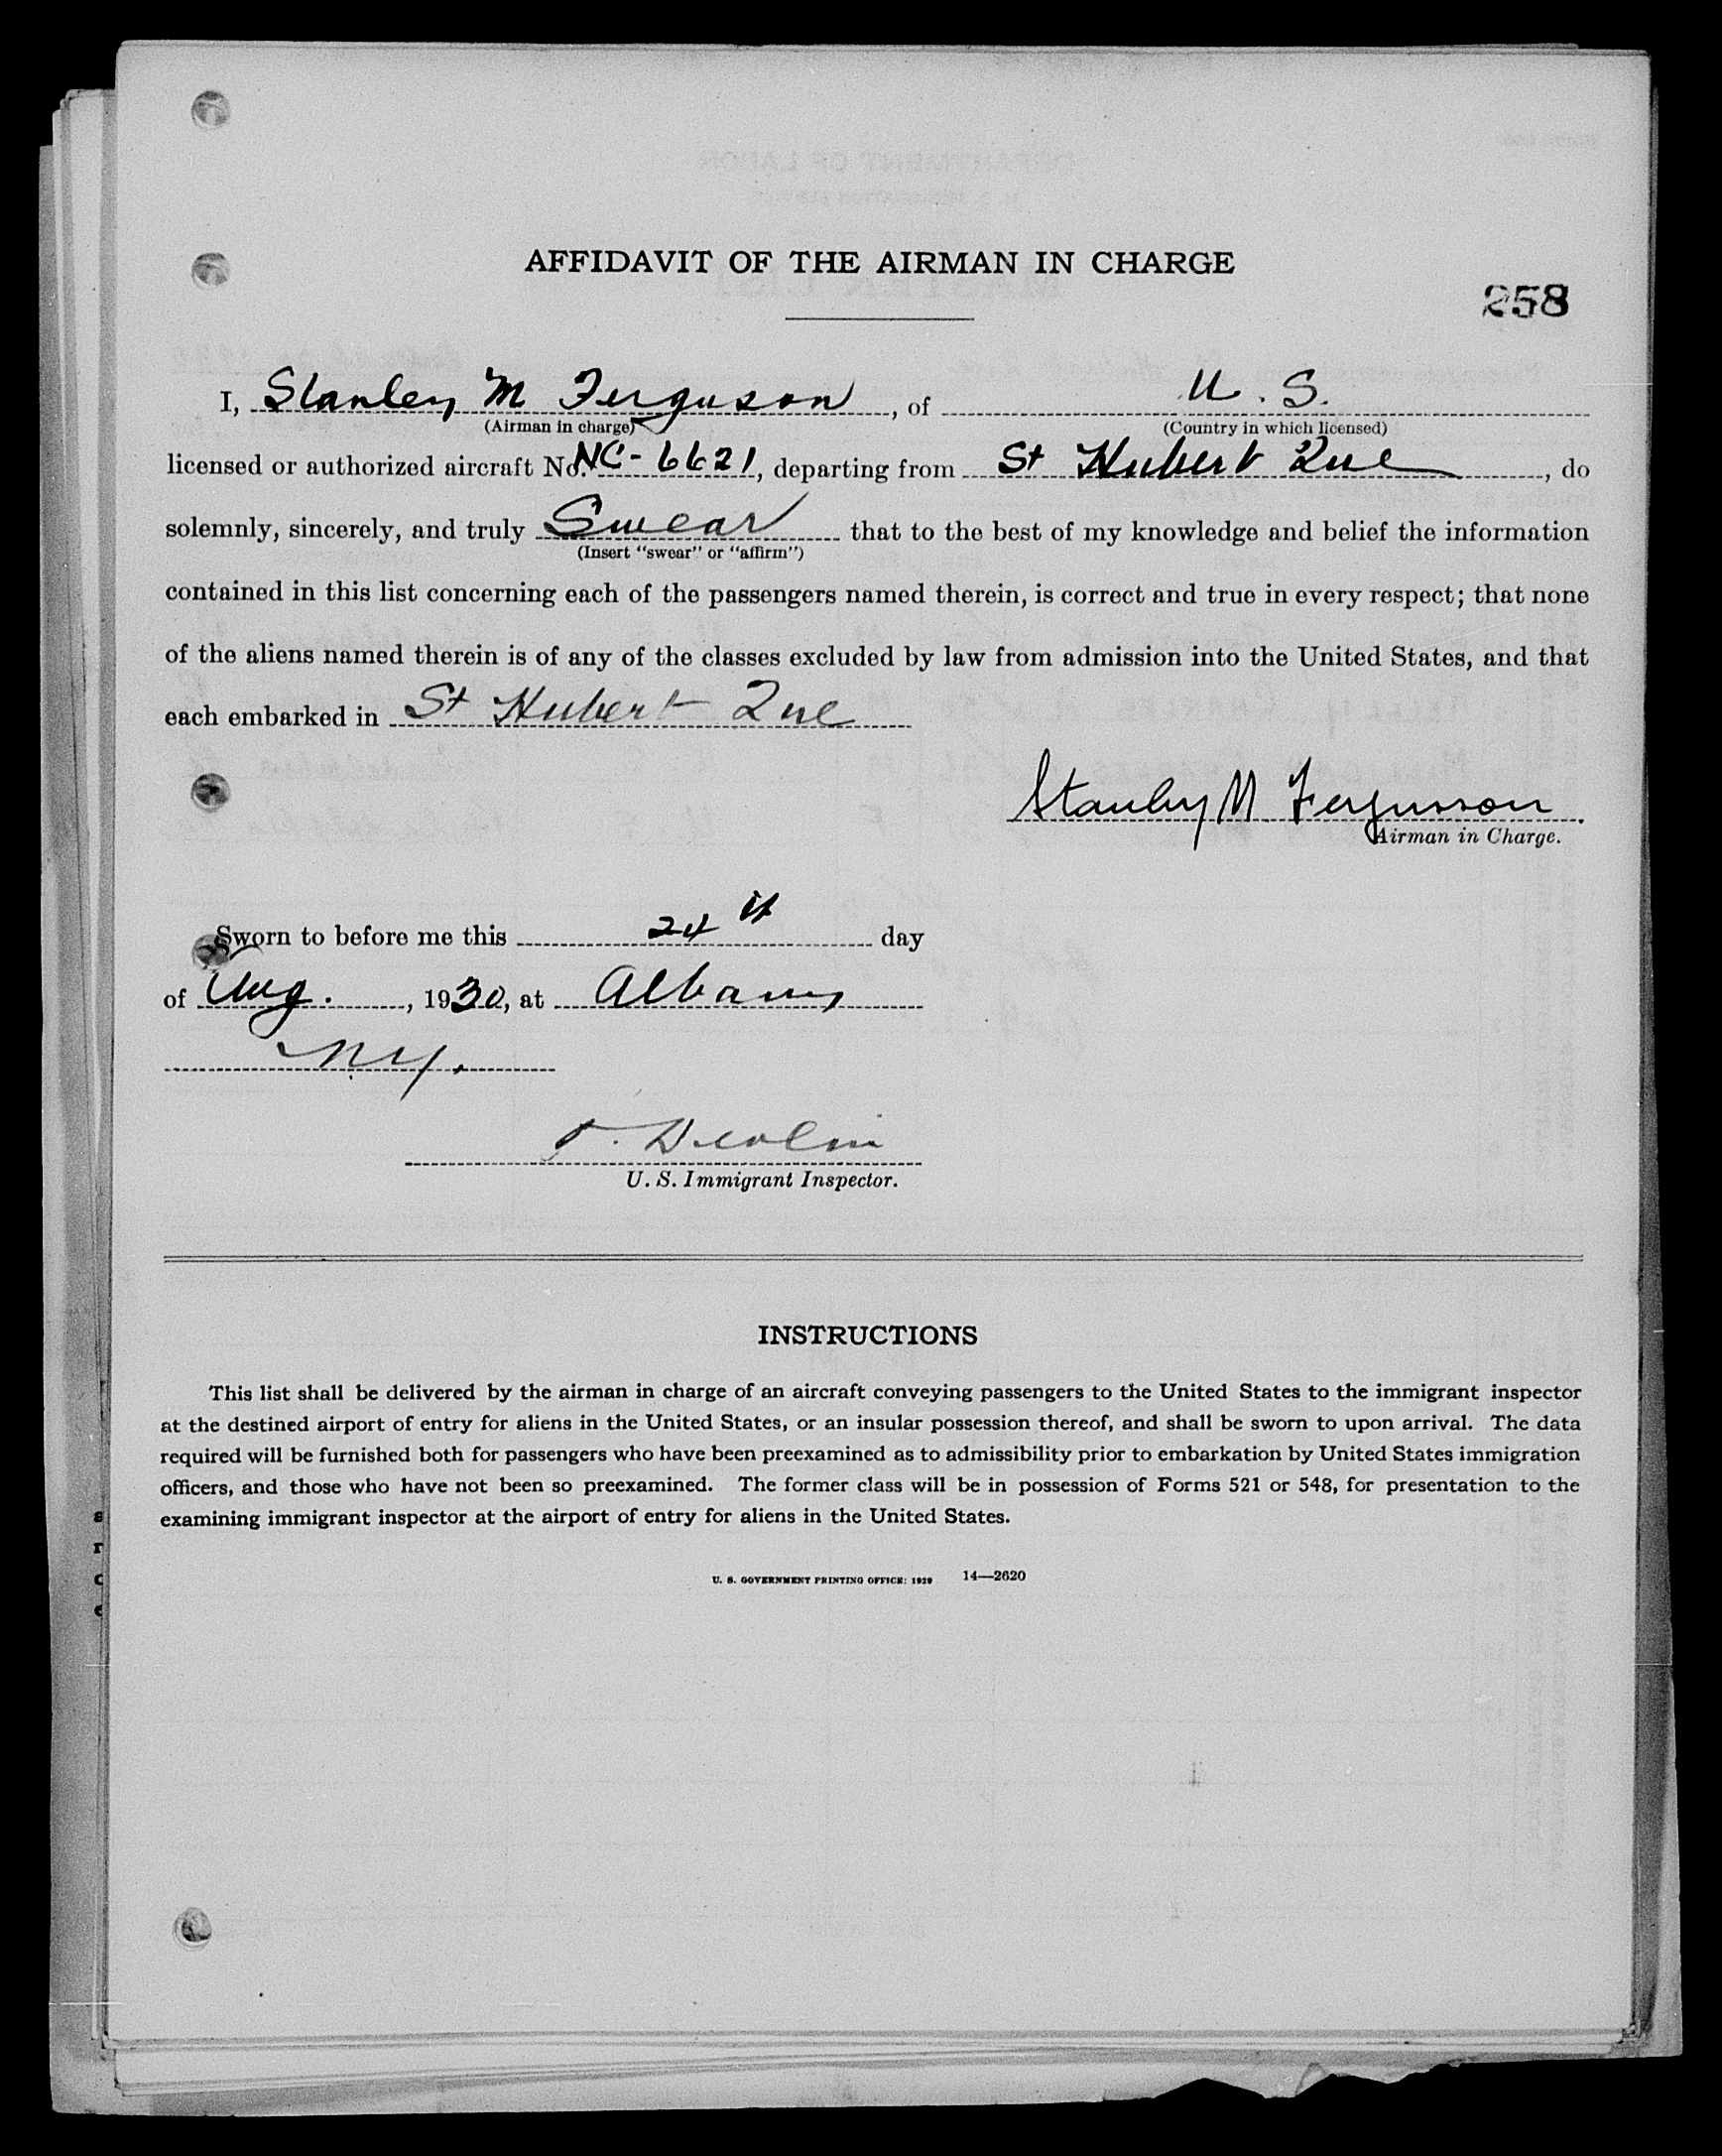 AFFIDAVIT OF THE AIRMAN IN CHARGE
258
I, Stanley M Ferguson, of U. S.
(Airman in charge) (Country in which licensed)
licensed or authorized aircraft No. NC-6621, departing from St Hubert Que, do
solemnly, sincerely, and truly Swear that to the best of my knowledge and belief the information
(Insert "swear" or "affirm")
contained in this list concerning each of the passengers named therein, is correct and true in every respect; that none
of the aliens named therein is of any of the classes excluded by law from admission into the United States, and that
each embarked in St Hubert Que
Stanley M Ferguson.
Airman in Charge.
Sworn to before me this 24th day
of Aug., 1930, at Albany
N.Y.
Devlin
U. S. Immigrant Inspector.
INSTRUCTIONS
This list shall be delivered by the airman in charge of an aircraft conveying passengers to the United States to the immigrant inspector
at the destined airport of entry for aliens in the United States, or an insular possession thereof, and shall be sworn to upon arrival. The data
required will be furnished both for passengers who have been preexamined as to admissibility prior to embarkation by United States immigration
officers, and those who have not been so preexamined. The former class will be in possession of Forms 521 or 548, for presentation to the
examining immigrant inspector at the airport of entry for aliens in the United States.
U. S. GOVERNMENT PRINTING OFFICE: 1929 14—2620